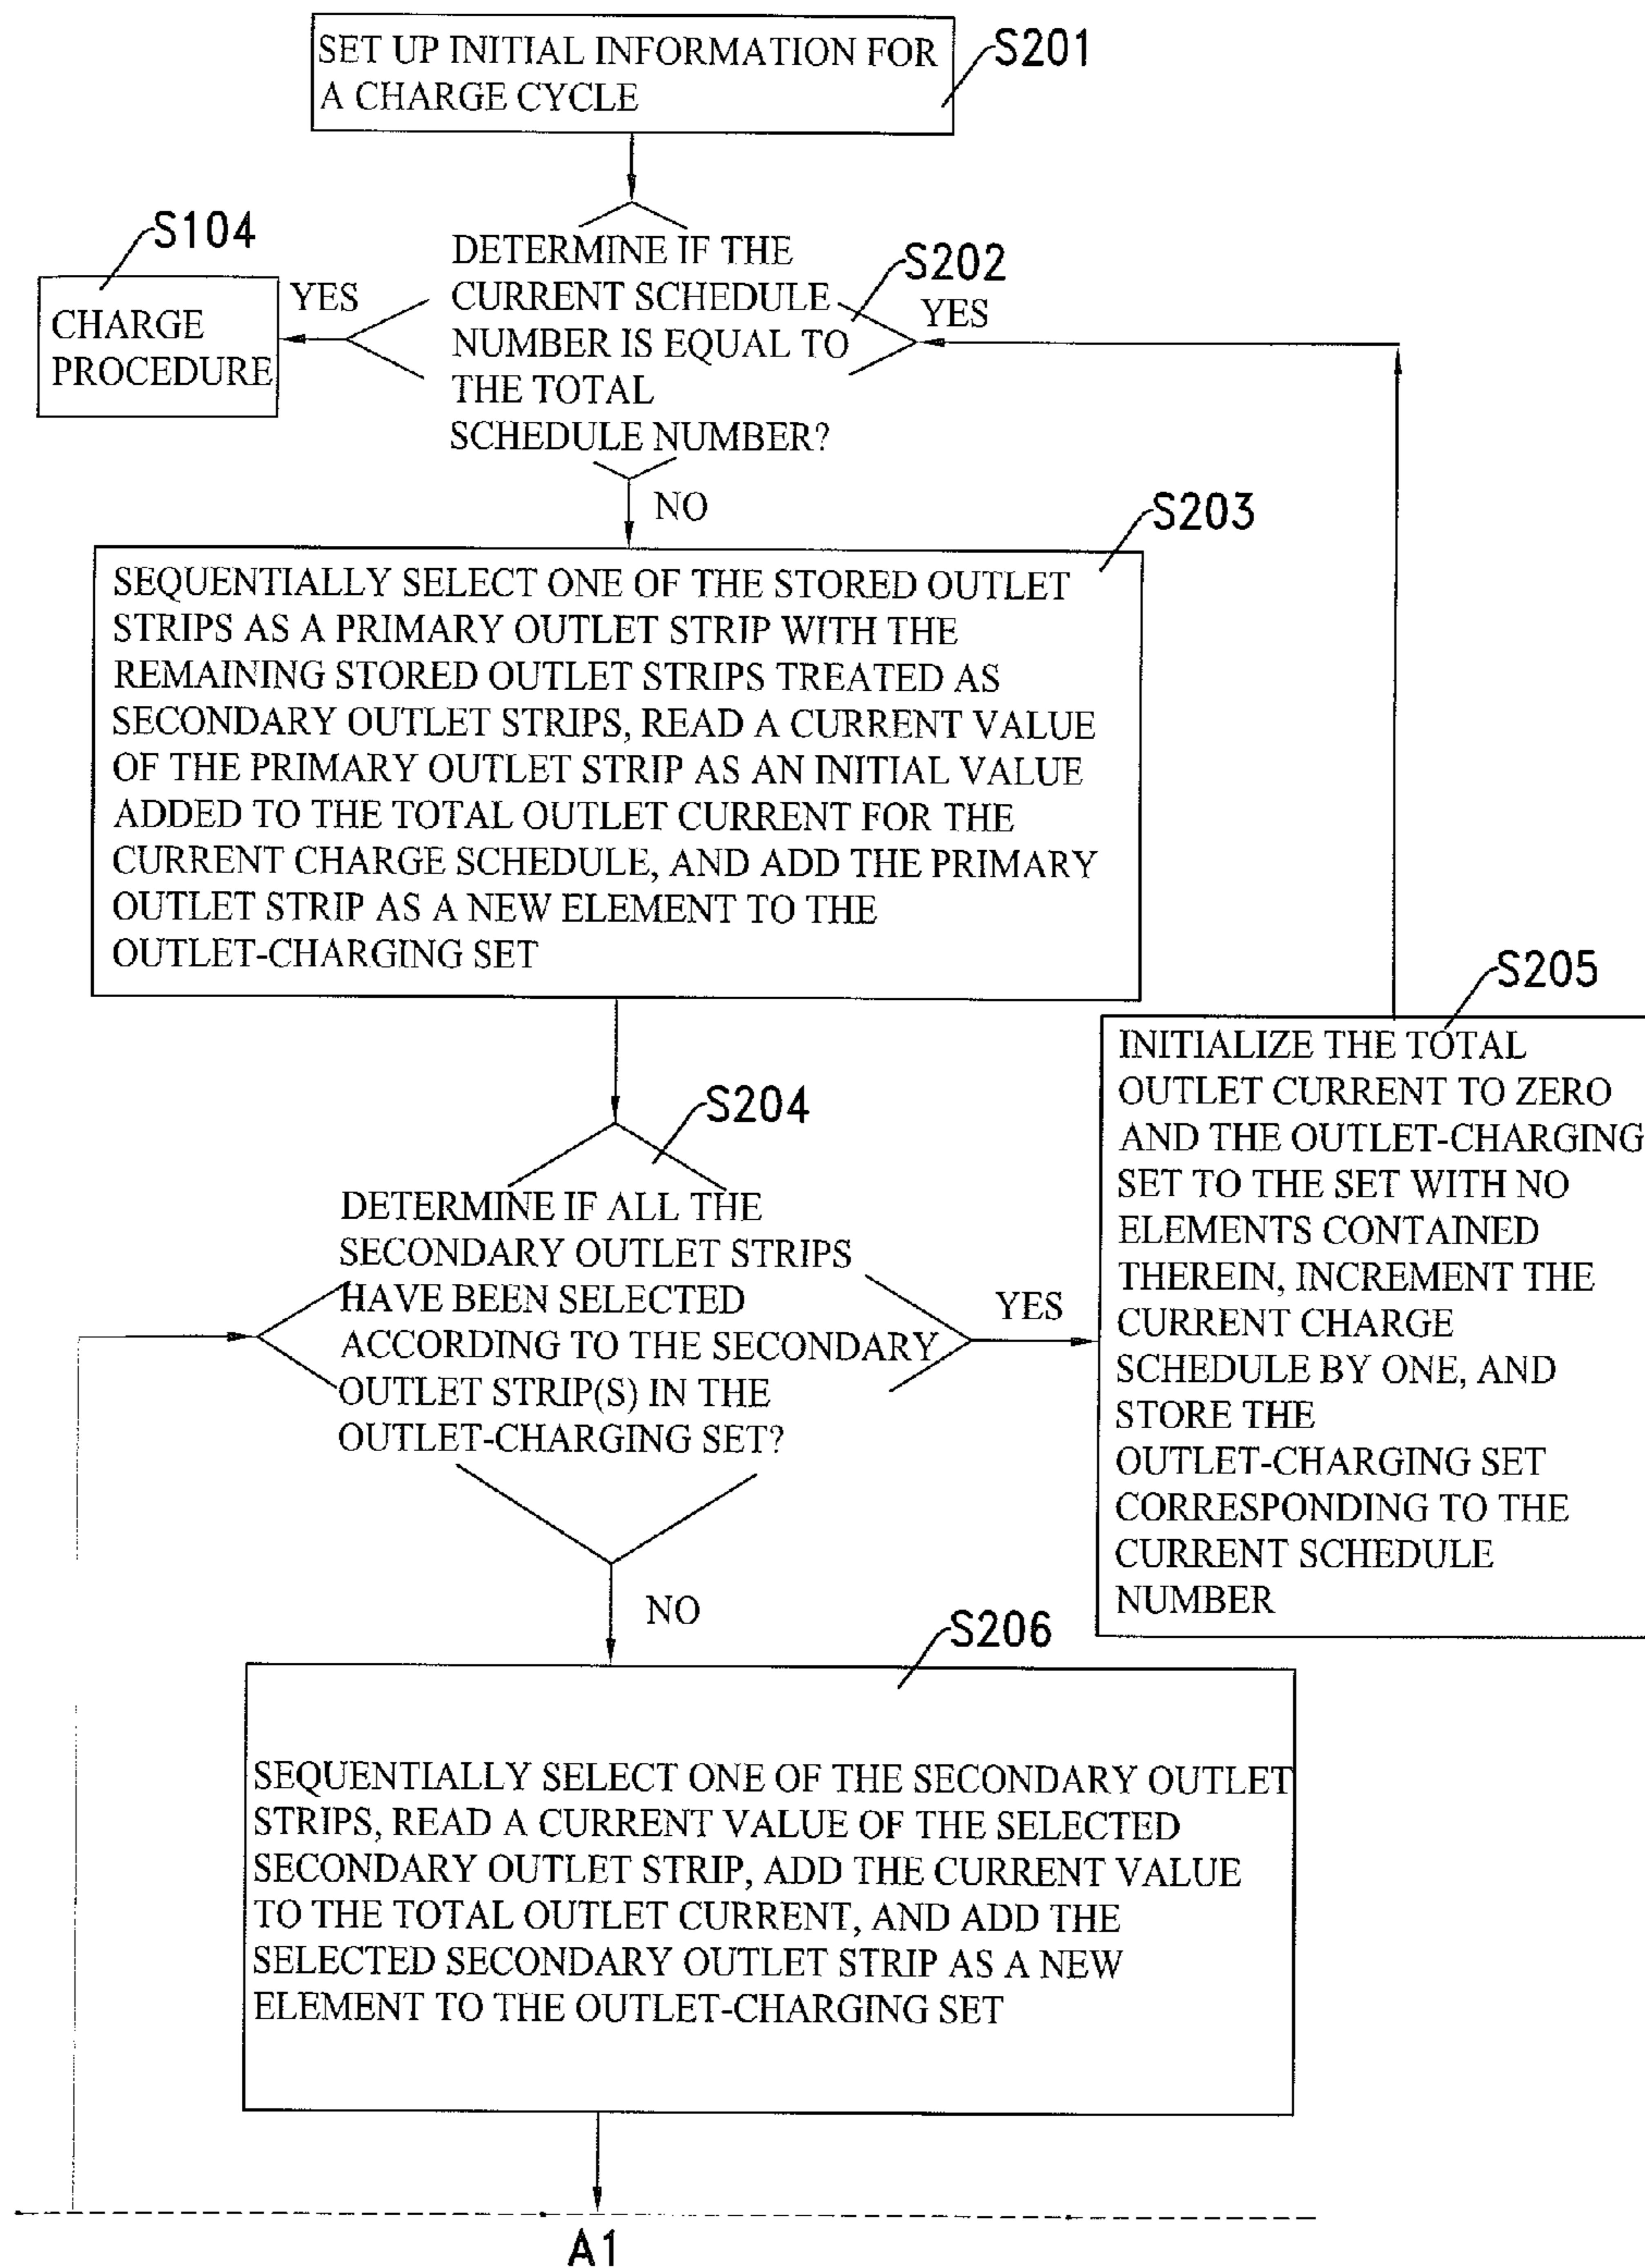 SET UP INITIAL INFORMATION FOR
A CHARGE CYCLE
S201
S104
CHARGE
PROCEDURE
YES
DETERMINE IF THE
CURRENT SCHEDULE
NUMBER IS EQUAL TO
THE TOTAL
SCHEDULE NUMBER?
S202
YES
NO
S203
SEQUENTIALLY SELECT ONE OF THE STORED OUTLET
STRIPS AS A PRIMARY OUTLET STRIP WITH THE
REMAINING STORED OUTLET STRIPS TREATED AS
SECONDARY OUTLET STRIPS, READ A CURRENT VALUE
OF THE PRIMARY OUTLET STRIP AS AN INITIAL VALUE
ADDED TO THE TOTAL OUTLET CURRENT FOR THE
CURRENT CHARGE SCHEDULE, AND ADD THE PRIMARY
OUTLET STRIP AS A NEW ELEMENT TO THE
OUTLET-CHARGING SET
S204
DETERMINE IF ALL THE
SECONDARY OUTLET STRIPS
HAVE BEEN SELECTED
ACCORDING TO THE SECONDARY
OUTLET STRIP(S) IN THE
OUTLET-CHARGING SET?
YES
S205
INITIALIZE THE TOTAL
OUTLET CURRENT TO ZERO
AND THE OUTLET-CHARGING
SET TO THE SET WITH NO
ELEMENTS CONTAINED
THEREIN, INCREMENT THE
CURRENT CHARGE
SCHEDULE BY ONE, AND
STORE THE
OUTLET-CHARGING SET
CORRESPONDING TO THE
CURRENT SCHEDULE
NUMBER
NO
S206
SEQUENTIALLY SELECT ONE OF THE SECONDARY OUTLET
STRIPS, READ A CURRENT VALUE OF THE SELECTED
SECONDARY OUTLET STRIP, ADD THE CURRENT VALUE
TO THE TOTAL OUTLET CURRENT, AND ADD THE
SELECTED SECONDARY OUTLET STRIP AS A NEW
ELEMENT TO THE OUTLET-CHARGING SET
A1